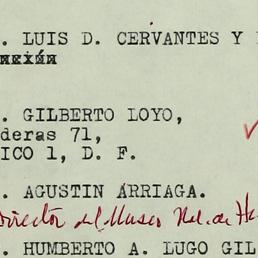 . LUIS D. CERVANTES Y
. GILBERTO LOYO,
deras 71,
ICO 1, D. F.
. AGUSTIN ARRIAGA.
Director del Museo Nal. de
. HUMBERTO A. LUGO GIL